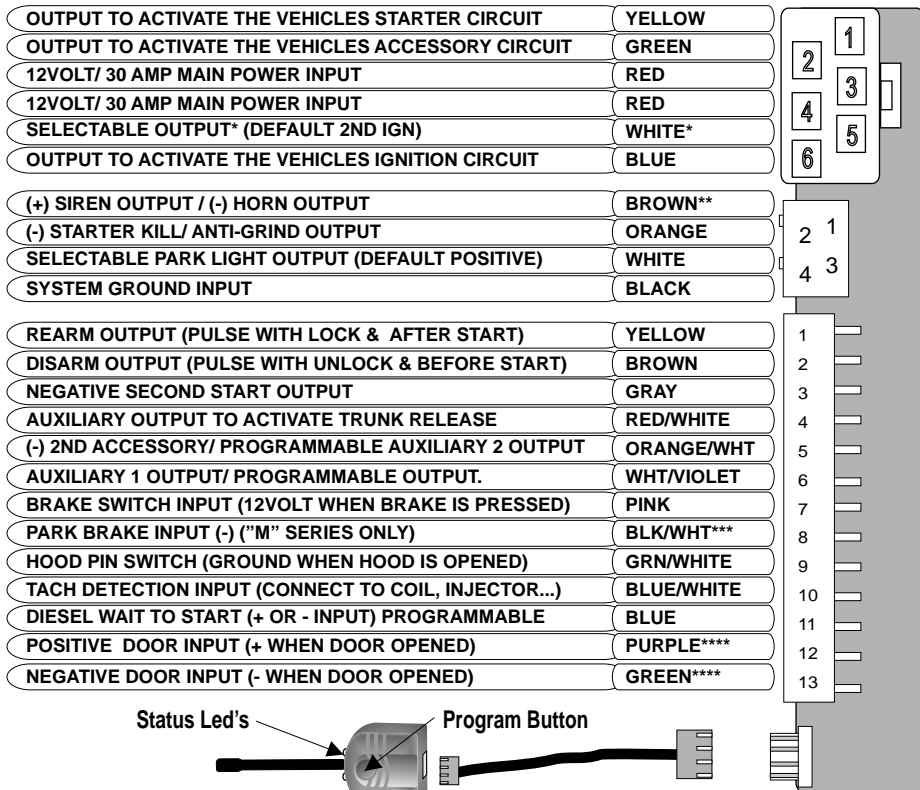 OUTPUT TO ACTIVATE THE VEHICLES STARTER CIRCUIT YELLOW
OUTPUT TO ACTIVATE THE VEHICLES ACCESSORY CIRCUIT GREEN
12VOLT/ 30 AMP MAIN POWER INPUT RED
12VOLT/ 30 AMP MAIN POWER INPUT RED
SELECTABLE OUTPUT* (DEFAULT 2ND IGN) WHITE*
OUTPUT TO ACTIVATE THE VEHICLES IGNITION CIRCUIT BLUE
1
2
3
4
5
6
(+) SIREN OUTPUT / (-) HORN OUTPUT BROWN**
(-) STARTER KILL/ ANTI-GRIND OUTPUT ORANGE
SELECTABLE PARK LIGHT OUTPUT (DEFAULT POSITIVE) WHITE
SYSTEM GROUND INPUT BLACK
2 1
4 3
REARM OUTPUT (PULSE WITH LOCK & AFTER START) YELLOW 1
DISARM OUTPUT (PULSE WITH UNLOCK & BEFORE START) BROWN 2
NEGATIVE SECOND START OUTPUT GRAY 3
AUXILIARY OUTPUT TO ACTIVATE TRUNK RELEASE RED/WHITE 4
(-) 2ND ACCESSORY/ PROGRAMMABLE AUXILIARY 2 OUTPUT ORANGE/WHT 5
AUXILIARY 1 OUTPUT/ PROGRAMMABLE OUTPUT. WHT/VIOLET 6
BRAKE SWITCH INPUT (12VOLT WHEN BRAKE IS PRESSED) PINK 7
PARK BRAKE INPUT (-) (”M” SERIES ONLY) BLK/WHT*** 8
HOOD PIN SWITCH (GROUND WHEN HOOD IS OPENED) GRN/WHITE 9
TACH DETECTION INPUT (CONNECT TO COIL, INJECTOR...) BLUE/WHITE 10
DIESEL WAIT TO START (+ OR - INPUT) PROGRAMMABLE BLUE 11
POSITIVE DOOR INPUT (+ WHEN DOOR OPENED) PURPLE**** 12
NEGATIVE DOOR INPUT (- WHEN DOOR OPENED) GREEN**** 13
Status Led's Program Button